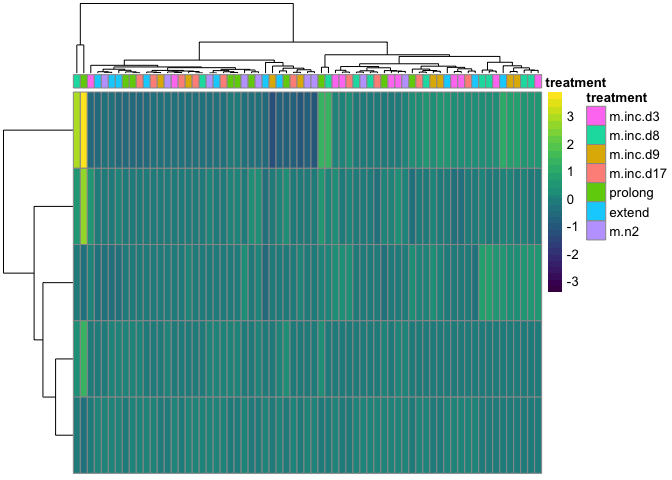 treatment
treatment
m.inc.d3
m.inc.d8
m.inc.d9
m.inc.d17
prolong
extend
m.n2
3
2
1
0
-1
-2
-3